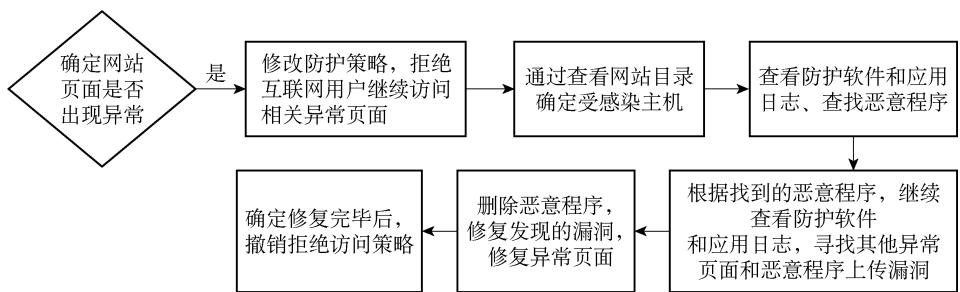 确定网站
页面是否
出现异常
是
修改防护策略，拒绝
互联网用户继续访问
相关异常页面
通过查看网站目录
确定受感染主机
查看防护软件和应用
日志、查找恶意程序
根据找到的恶意程序，继续
查看防护软件
和应用日志，寻找其他异常
页面和恶意程序上传漏洞
删除恶意程序，
修复发现的漏洞，
修复异常页面
确定修复完毕后，
撤销拒绝访问策略